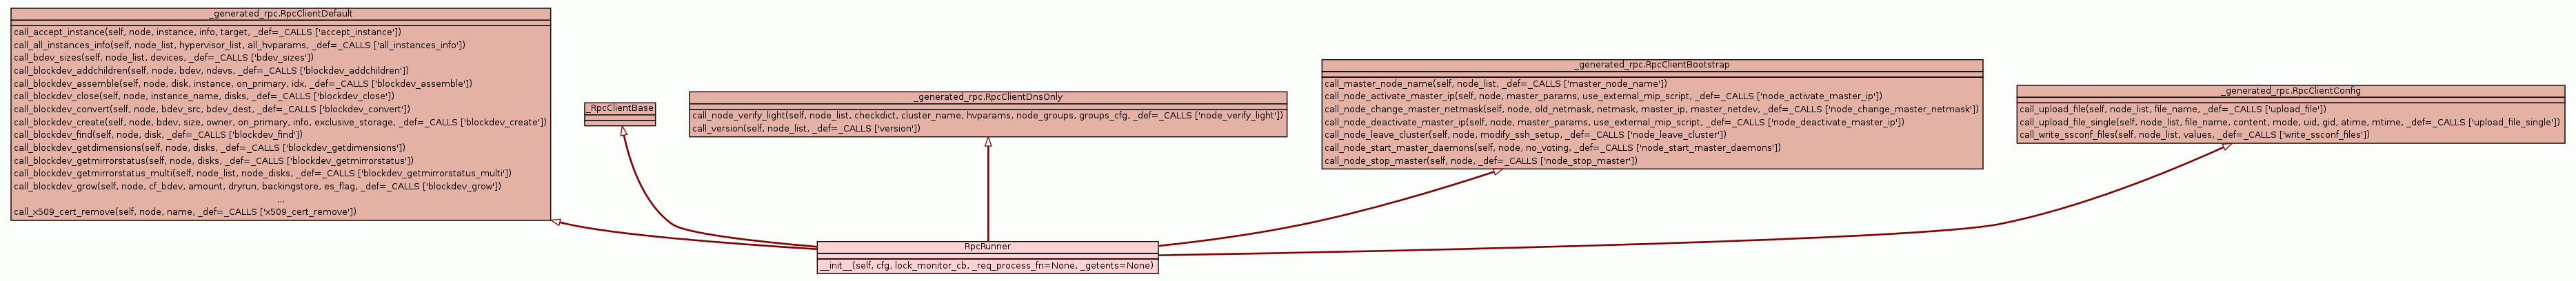 _generated_rpc.RpcClientDefault
call_accept_instance(self, node, instance, info, target, _def=_CALLS ['accept_instance'])
call_all_instances_info(self, node_list, hypervisor_list, all_hvparams, _def=_CALLS ['all_instances_info'])
call_bdev_sizes(self, node_list, devices, _def=_CALLS ['bdev_sizes'])
call_blockdev_addchildren(self, node, bdev, ndevs, _def=_CALLS ['blockdev_addchildren'])
call_blockdev_assemble(self, node, disk, instance, on_primary, idx, _def=_CALLS ['blockdev_assemble'])
call_blockdev_close(self, node, instance_name, disks, _def=_CALLS ['blockdev_close'])
call_blockdev_convert(self, node, bdev_src, bdev_dest, _def=_CALLS ['blockdev_convert'])
call_blockdev_create(self, node, bdev, size, owner, on_primary, info, exclusive_storage, _def=_CALLS ['blockdev_create'])
call_blockdev_find(self, node, disk, _def=_CALLS ['blockdev_find'])
call_blockdev_getdimensions(self, node, disks, _def=_CALLS ['blockdev_getdimensions'])
call_blockdev_getmirrorstatus(self, node, disks, _def=_CALLS ['blockdev_getmirrorstatus'])
call_blockdev_getmirrorstatus_multi(self, node_list, node_disks, _def=_CALLS ['blockdev_getmirrorstatus_multi'])
call_blockdev_grow(self, node, cf_bdev, amount, dryrun, backingstore, es_flag, _def=_CALLS ['blockdev_grow'])
...
call_x509_cert_remove(self, node, name, _def=_CALLS ['x509_cert_remove'])
_RpcClientBase
_generated_rpc.RpcClientDnsOnly
call_node_verify_light(self, node_list, checkdict, cluster_name, hvparams, node_groups, groups_cfg, _def=_CALLS ['node_verify_light'])
call_version(self, node_list, _def=_CALLS ['version'])
_generated_rpc.RpcClientBootstrap
call_master_node_name(self, node_list, _def=_CALLS ['master_node_name'])
call_node_activate_master_ip(self, node, master_params, use_external_mip_script, _def=_CALLS ['node_activate_master_ip'])
call_node_change_master_netmask(self, node, old_netmask, netmask, master_ip, master_netdev, _def=_CALLS ['node_change_master_netmask'])
call_node_deactivate_master_ip(self, node, master_params, use_external_mip_script, _def=_CALLS ['node_deactivate_master_ip'])
call_node_leave_cluster(self, node, modify_ssh_setup, _def=_CALLS ['node_leave_cluster'])
call_node_start_master_daemons(self, node, no_voting, _def=_CALLS ['node_start_master_daemons'])
call_node_stop_master(self, node, _def=_CALLS ['node_stop_master'])
_generated_rpc.RpcClientConfig
call_upload_file(self, node_list, file_name, _def=_CALLS ['upload_file'])
call_upload_file_single(self, node_list, file_name, content, mode, uid, gid, atime, mtime, _def=_CALLS ['upload_file_single'])
call_write_ssconf_files(self, node_list, values, _def=_CALLS ['write_ssconf_files'])
RpcRunner
__init__(self, cfg, lock_monitor_cb, _req_process_fn=None, _getents=None)